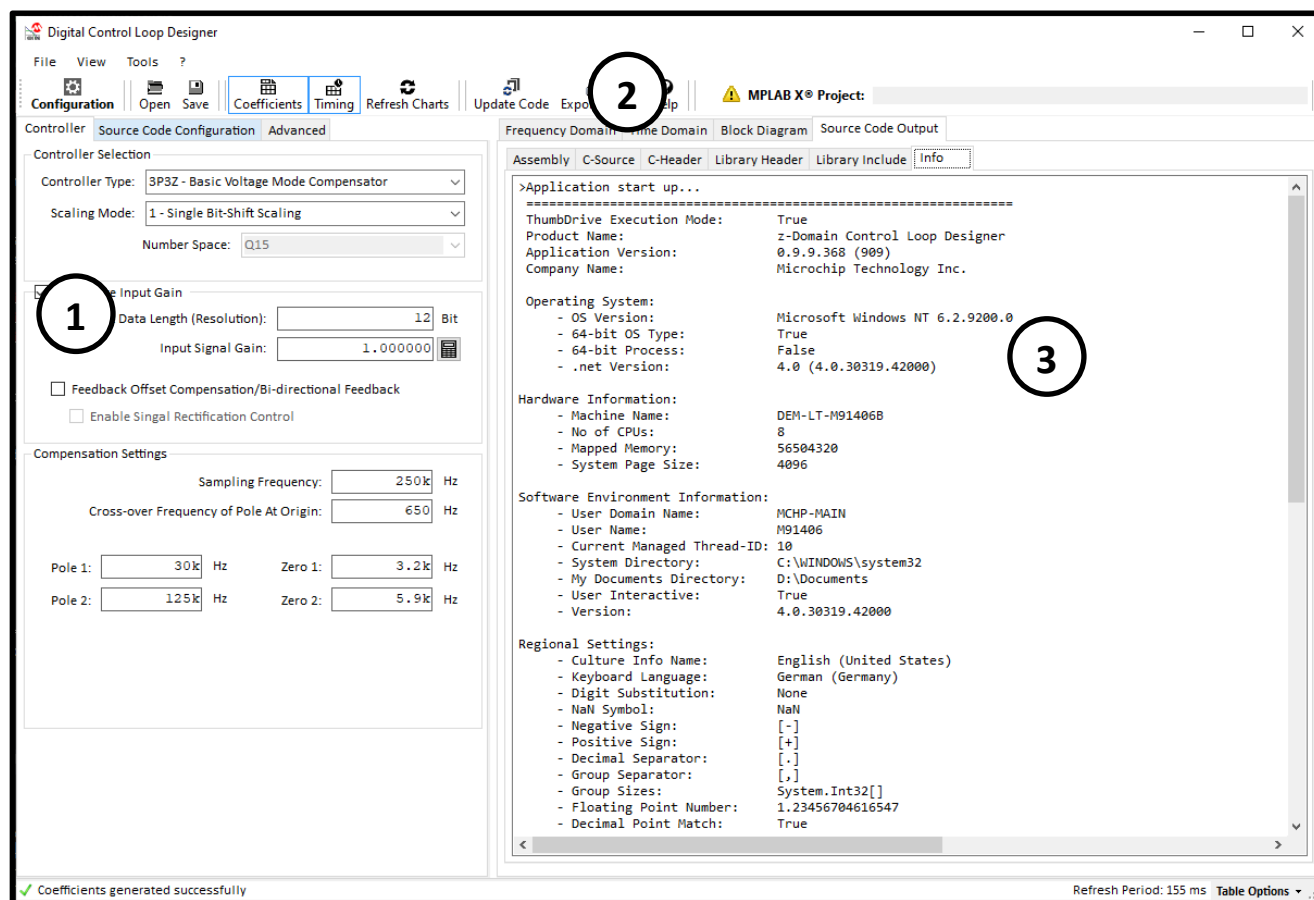 Digital Control Loop Designer
File View Tools ?
Configuration Open Save Coefficients Timing Refresh Charts Update Code 2 MPLAB X® Project:
Controller Source Code Configuration Advanced
Frequency Domain Domain Block Diagram Source Code Output
Controller Selection
Assembly C-Source C-Header Library Header Library Include Info
Controller Type: 3P3Z - Basic Voltage Mode Compensator
Scaling Mode: 1 - Single Bit-Shift Scaling
Number Space: Q15
Input Gain
1
Data Length (Resolution): 12 Bit
Input Signal Gain: 1.000000
Feedback Offset Compensation/Bi-directional Feedback
Enable Singal Rectification Control
Compensation Settings
Sampling Frequency: 250k Hz
Cross-over Frequency of Pole At Origin: 650 Hz
Pole 1: 30k Hz Zero 1: 3.2k Hz
Pole 2: 125k Hz Zero 2: 5.9k Hz
>Application start up...
================================================================
ThumbDrive Execution Mode: True
Product Name: z-Domain Control Loop Designer
Application Version: 0.9.9.368 (909)
Company Name: Microchip Technology Inc.
Operating System:
- OS Version: Microsoft Windows NT 6.2.9200.0
- 64-bit OS Type: True
- 64-bit Process: False
- .net Version: 4.0 (4.0.30319.42000)
3
Hardware Information:
- Machine Name: DEM-LT-M91406B
- No of CPUs: 8
- Mapped Memory: 56504320
- System Page Size: 4096
Software Environment Information:
- User Domain Name: MCHP-MAIN
- User Name: M91406
- Current Managed Thread-ID: 10
- System Directory: C:\WINDOWS\system32
- My Documents Directory: D:\Documents
- User Interactive: True
- Version: 4.0.30319.42000
Regional Settings:
- Culture Info Name: English (United States)
- Keyboard Language: German (Germany)
- Digit Substitution: None
- NaN Symbol: NaN
- Negative Sign: [-]
- Positive Sign: [+]
- Decimal Separator: [.]
- Group Separator: [,]
- Group Sizes: System.Int32[]
- Floating Point Number: 1.23456704616547
- Decimal Point Match: True
Coefficients generated successfully
Refresh Period: 155 ms Table Options